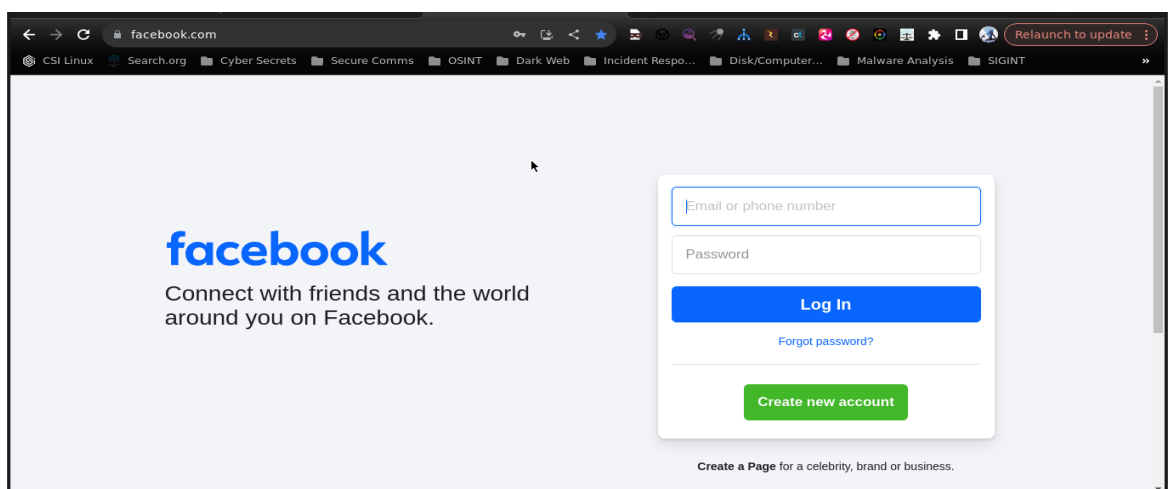 facebook.com
Relaunch to update
CSI Linux Search.org Cyber Secrets Secure Comms OSINT Dark Web Incident Respo... Disk/Computer... Malware Analysis SIGINT »
facebook
Connect with friends and the world
around you on Facebook.
Email or phone number
Password
Log In
Forgot password?
Create new account
Create a Page for a celebrity, brand or business.